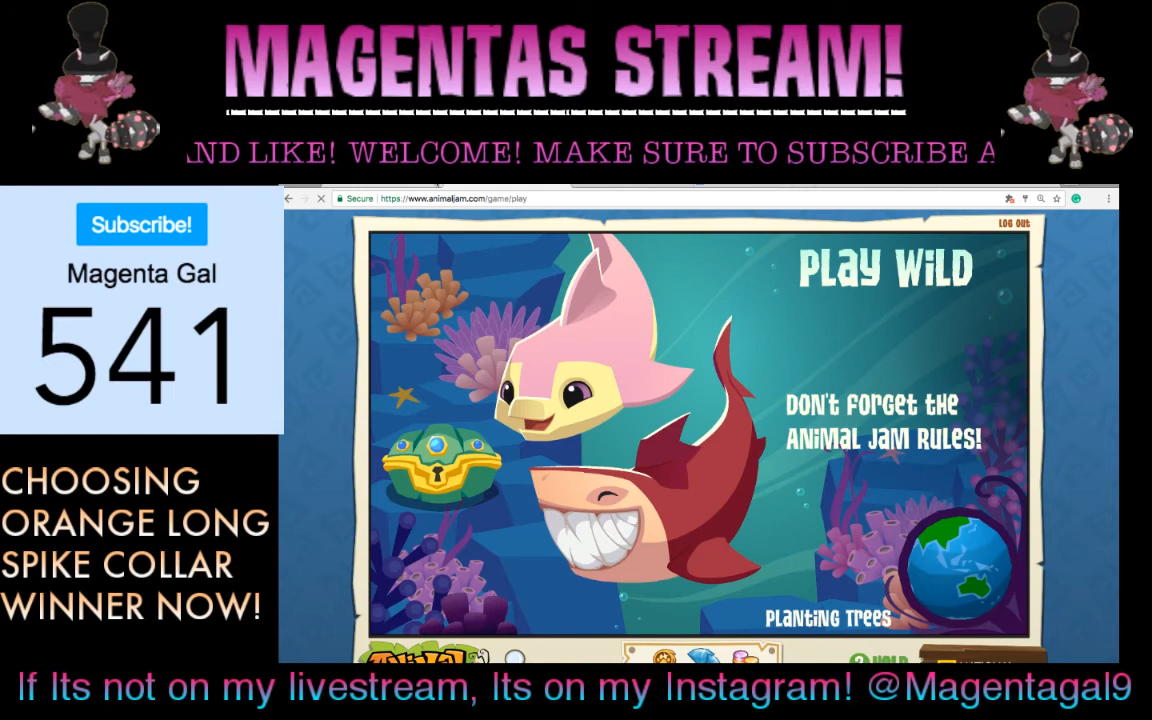 MAGENTAS STREAM!
AND LIKE! WELCOME! MAKE SURE TO SUBSCRIBE A
Subscribe!
Magenta Gal
541
CHOOSING
ORANGE LONG
SPIKE COLLAR
WINNER NOW!
Secure https://www.animaljam.com/game/play
LOG OUT
PLAY WILD
DON'T FORGET THE
ANIMAL JAM RULES!
PLANTING TREES
If Its not on my livestream, Its on my Instagram! @Magentagal9